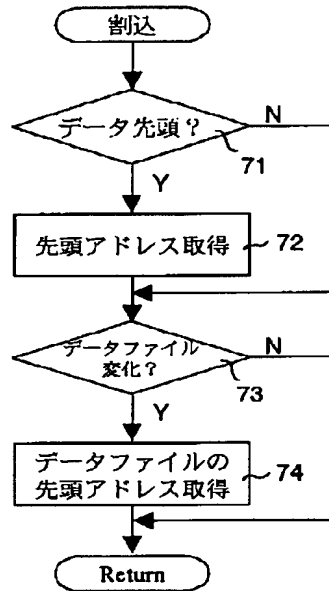 割込
データ先頭?
N
71
Y
先頭アドレス取得
72
データファイル
変化?
N
73
Y
データファイルの
先頭アドレス取得
74
Return